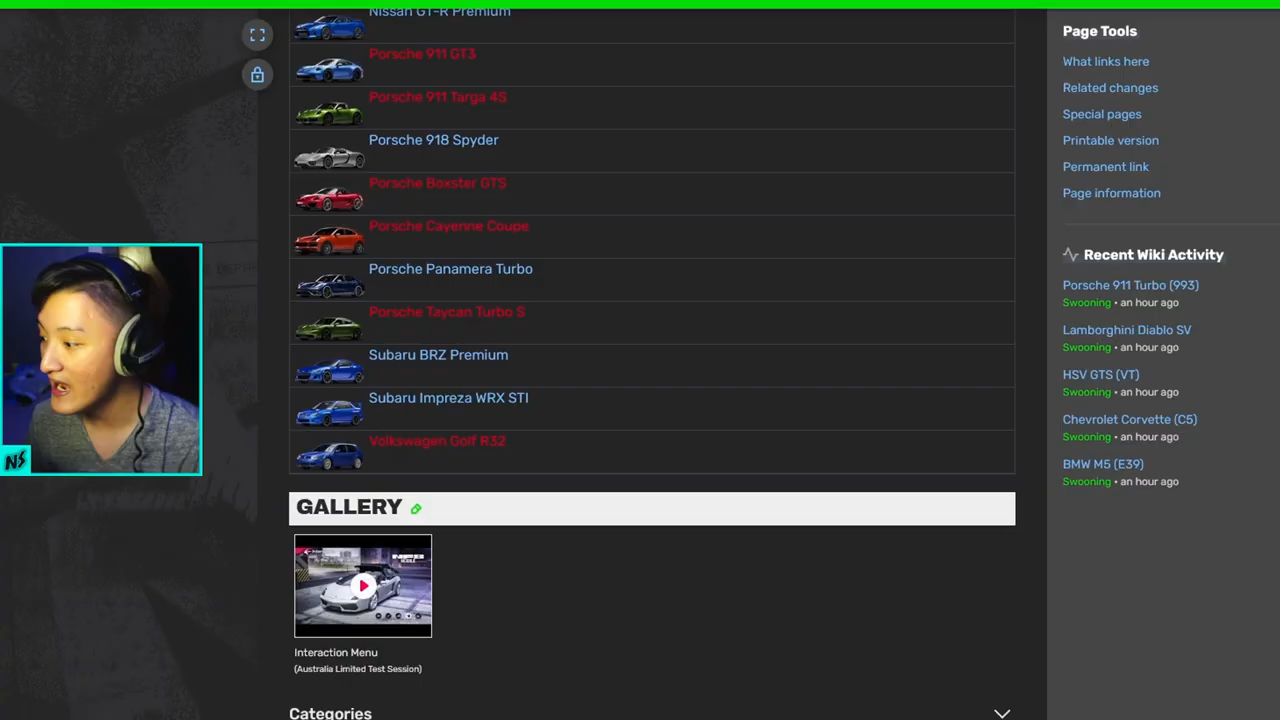 Nissan GT-R Premium
Porsche 911 GT3
Porsche 911 Targa 4S
Porsche 918 Spyder
Porsche Boxster GTS
Porsche Cayenne Coupe
Porsche Panamera Turbo
Porsche Taycan Turbo S
Subaru BRZ Premium
Subaru Impreza WRX STI
Volkswagen Golf R32
GALLERY
Interaction Menu
(Australia Limited Test Session)
Categories
Page Tools
What links here
Related changes
Special pages
Printable version
Permanent link
Page information
Recent Wiki Activity
Porsche 911 Turbo (993)
Swooning • an hour ago
Lamborghini Diablo SV
Swooning • an hour ago
HSV GTS (VT)
Swooning • an hour ago
Chevrolet Corvette (C5)
Swooning • an hour ago
BMW M5 (E39)
Swooning • an hour ago
NS